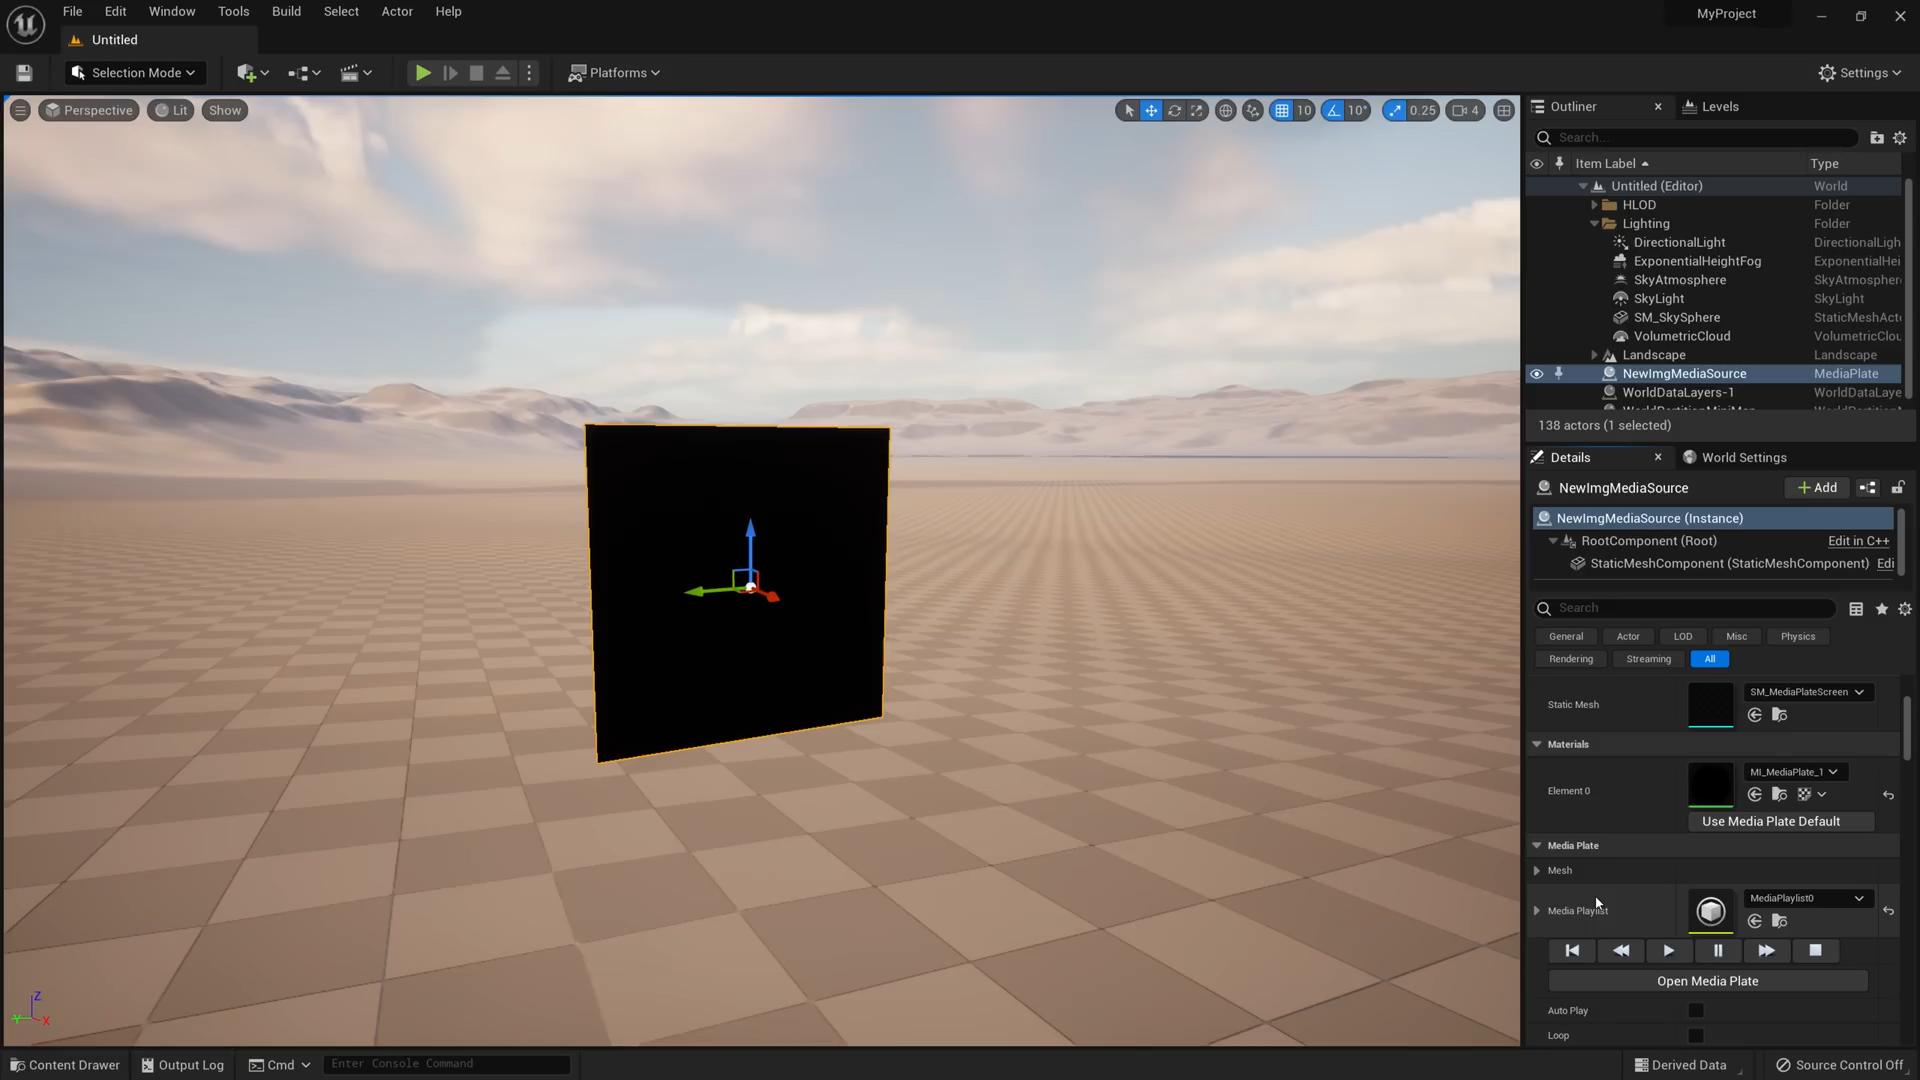 File Edit Window Tools Build Select Actor Help
MyProject
Untitled
Selection Mode
Platforms
Settings
Perspective
Lit
Show
10
10°
0.25
4
Outliner
Levels
Search...
Item Label
Type
Untitled (Editor) World
HLOD Folder
Lighting Folder
DirectionalLight DirectionalLigh
ExponentialHeightFog ExponentialHei
SkyAtmosphere SkyAtmospher
SkyLight SkyLight
SM_SkySphere StaticMeshAct
VolumetricCloud VolumetricClou
Landscape Landscape
NewImgMediaSource MediaPlate
WorldDataLayers-1 WorldDataLaye
138 actors (1 selected)
Details
World Settings
NewImgMediaSource
Add
NewImgMediaSource (Instance)
RootComponent (Root) Edit in C++
StaticMeshComponent (StaticMeshComponent) Edi
Search
General Actor LOD Misc Physics
Rendering Streaming All
Static Mesh
SM_MediaPlateScreen
Materials
Element 0
MI_MediaPlate_1
Use Media Plate Default
Media Plate
Mesh
Media Playlist
MediaPlaylist0
Open Media Plate
Auto Play
Loop
Z
Y
X
Content Drawer
Output Log
Cmd
Enter Console Command
Derived Data
Source Control Off